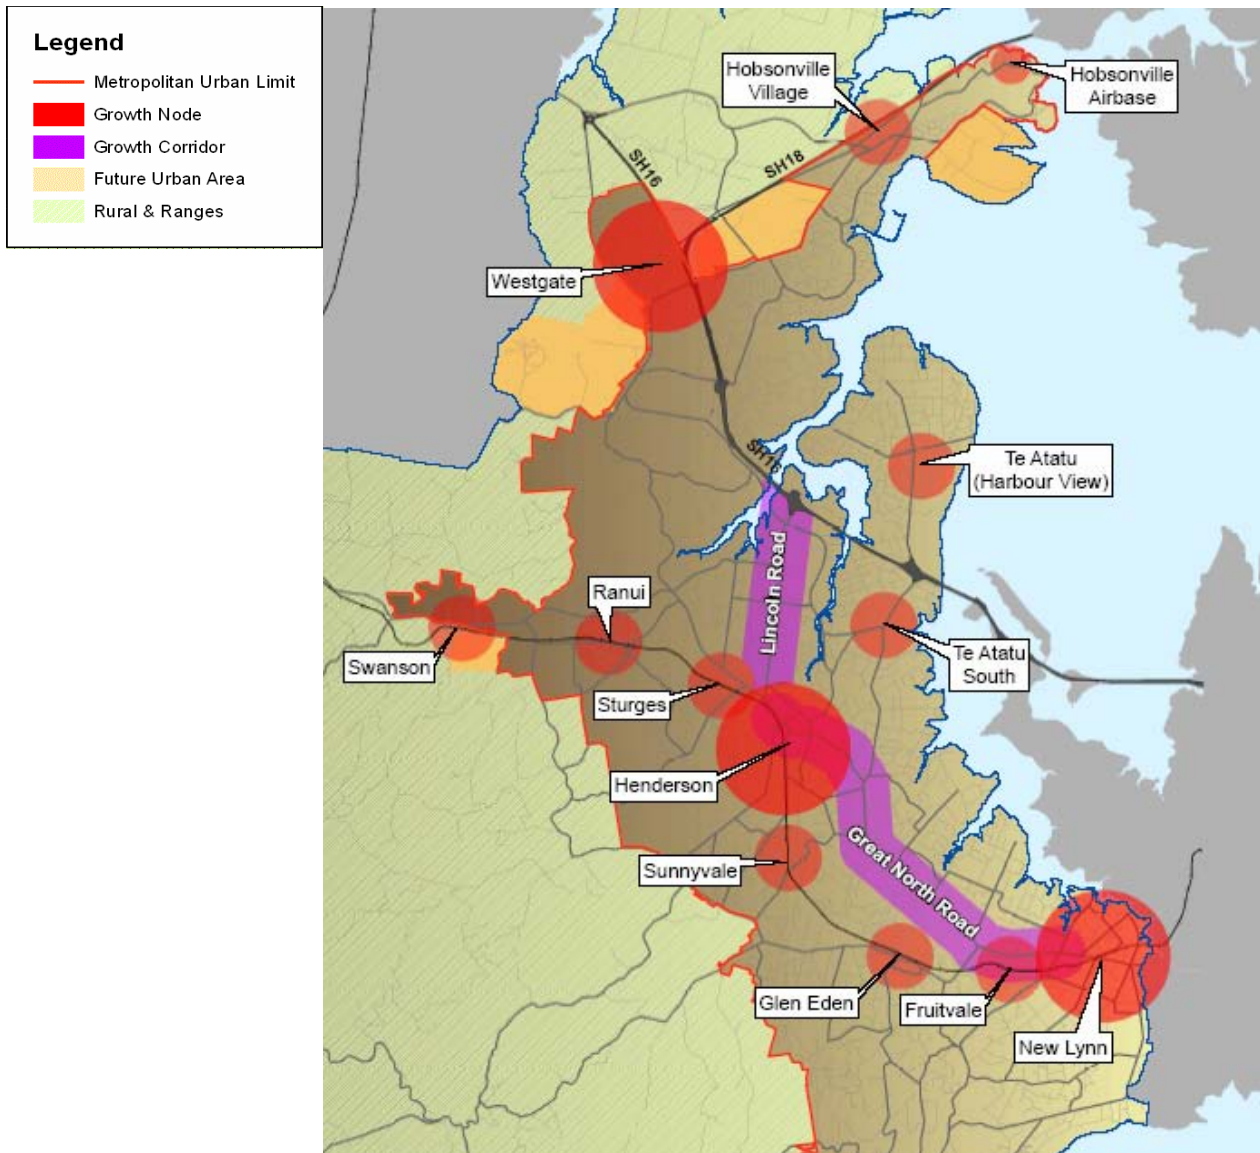 Legend
Metropolitan Urban Limit
Growth Node
Growth Corridor
Future Urban Area
Rural & Ranges
Hobsonville
Village
Hobsonville
Airbase
SH16
SH18
Westgate
SH16
Te Atatu
(Harbour View)
Lincoln Road
Ranui
Swanson
Te Atatu
South
Sturges
Henderson
Great North Road
Sunnyvale
Glen Eden
Fruitvale
New Lynn